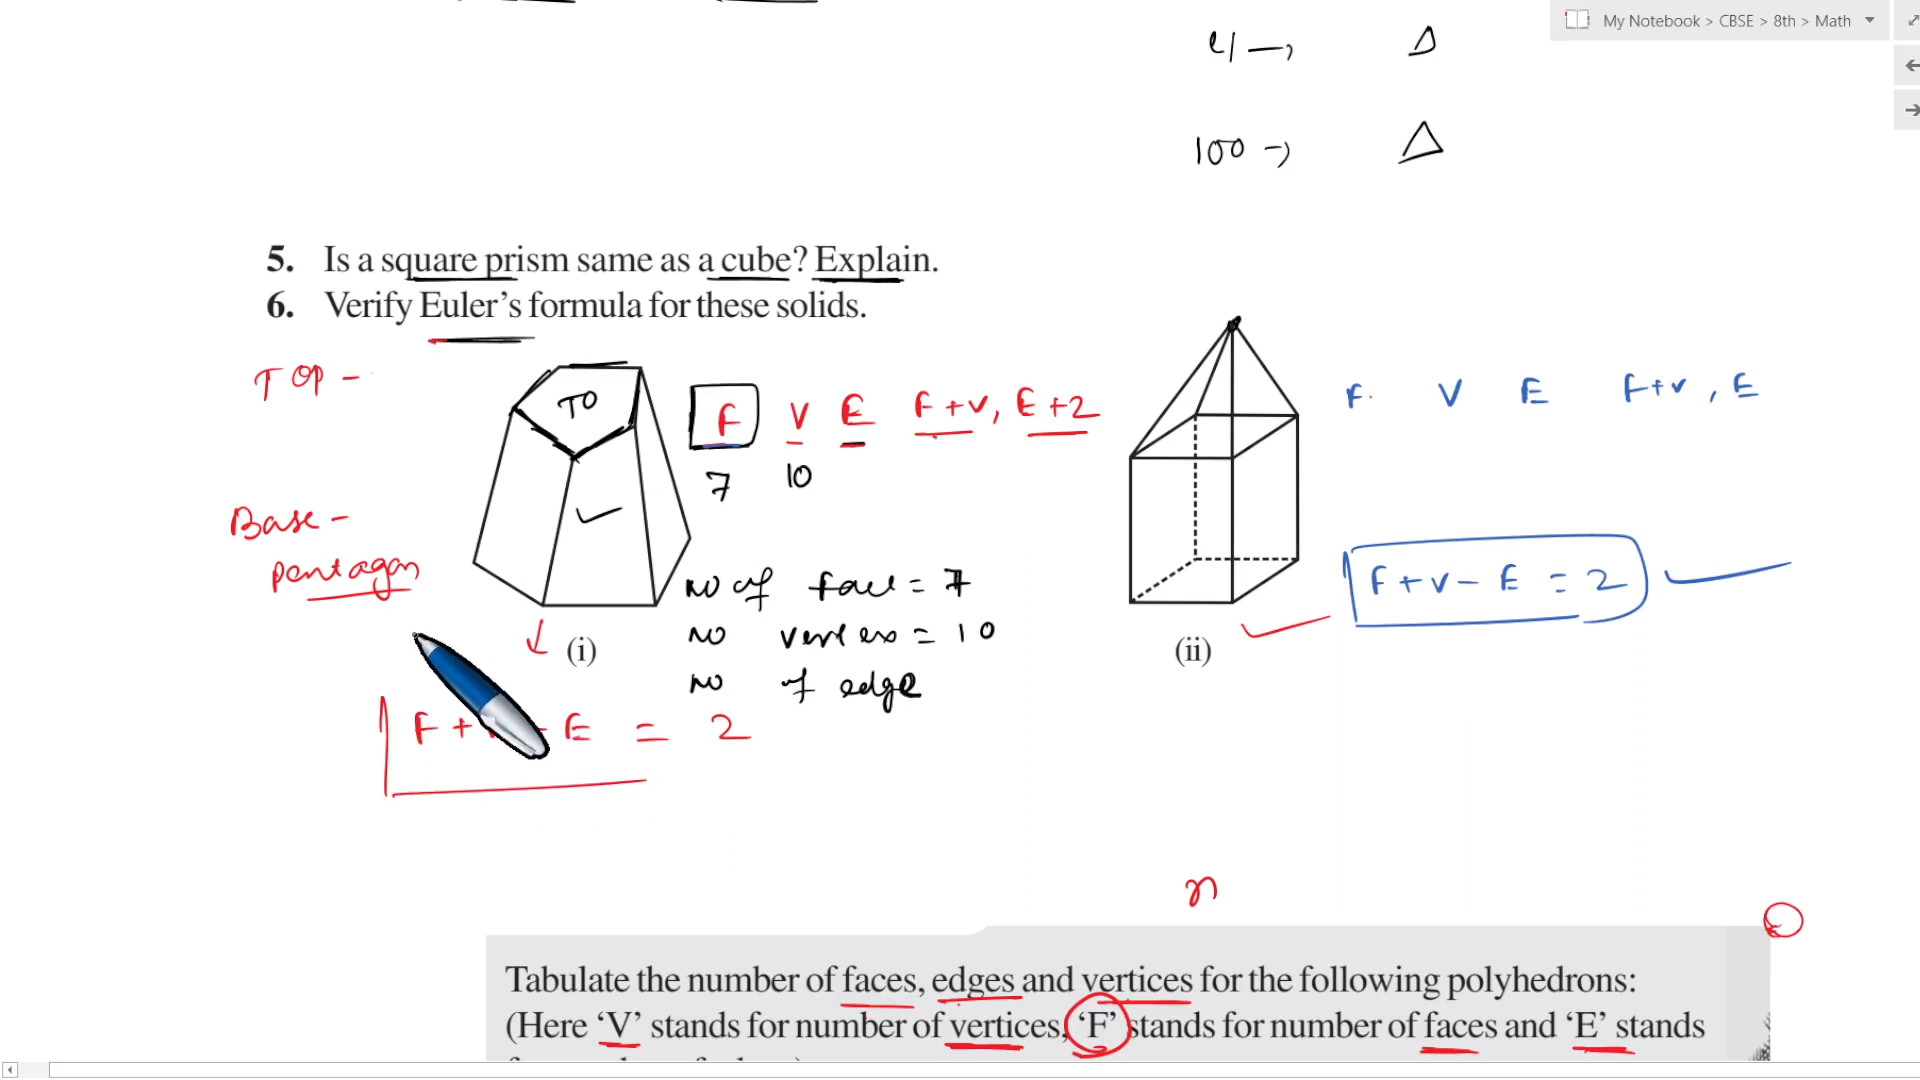 My Notebook > CBSE > 8th > Math
4 → △
100 → △
5. Is a square prism same as a cube? Explain.
6. Verify Euler's formula for these solids.
TOP -
TO
F V E F+V, E+2
7 10
F V E F+V, E
Base -
pentagon
No of face = 7
No vertex = 10
No of edge
F+V-E = 2
(i)
(ii)
E = 2
n
Tabulate the number of faces, edges and vertices for the following polyhedrons:
(Here 'V' stands for number of vertices, 'F' stands for number of faces and 'E' stands